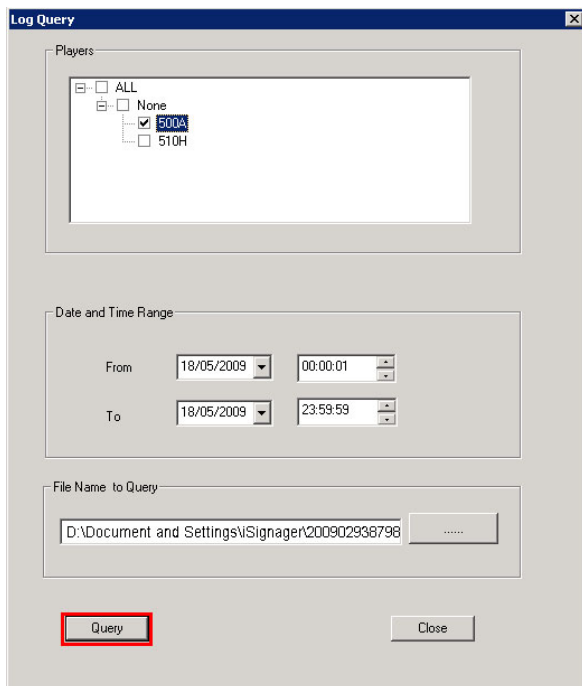 Log Query
Players
ALL
None
500A
510H
Date and Time Range
From 18/05/2009 00:00:01
To 18/05/2009 23:59:59
File Name to Query
D:\Document and Settings\iSignager\200902938798 ......
Query Close